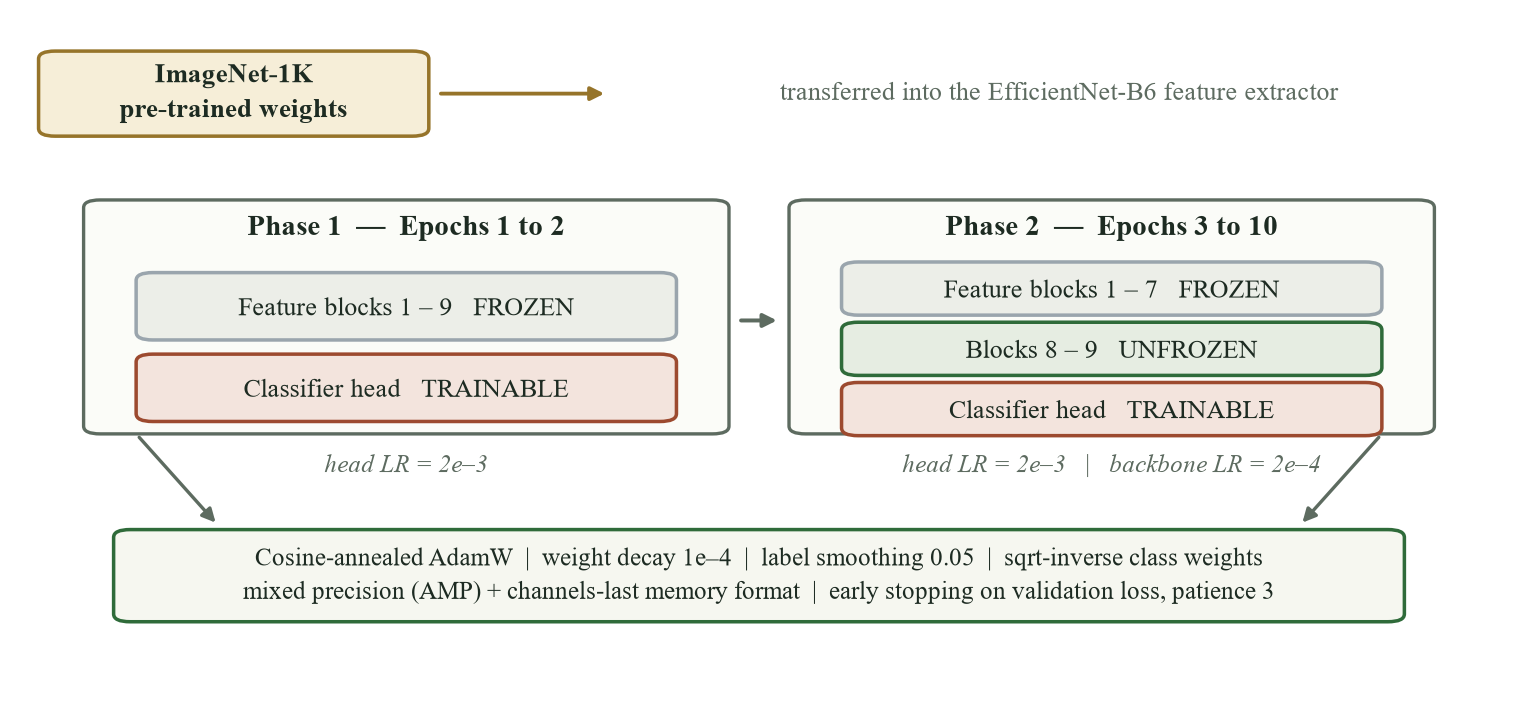 ImageNet-1K
pre-trained weights
transferred into the EfficientNet-B6 feature extractor
Phase 1 — Epochs 1 to 2
Feature blocks 1 – 9 FROZEN
Classifier head TRAINABLE
head LR = 2e–3
Phase 2 — Epochs 3 to 10
Feature blocks 1 – 7 FROZEN
Blocks 8 – 9 UNFROZEN
Classifier head TRAINABLE
head LR = 2e–3 | backbone LR = 2e–4
Cosine-annealed AdamW | weight decay 1e–4 | label smoothing 0.05 | sqrt-inverse class weights
mixed precision (AMP) + channels-last memory format | early stopping on validation loss, patience 3